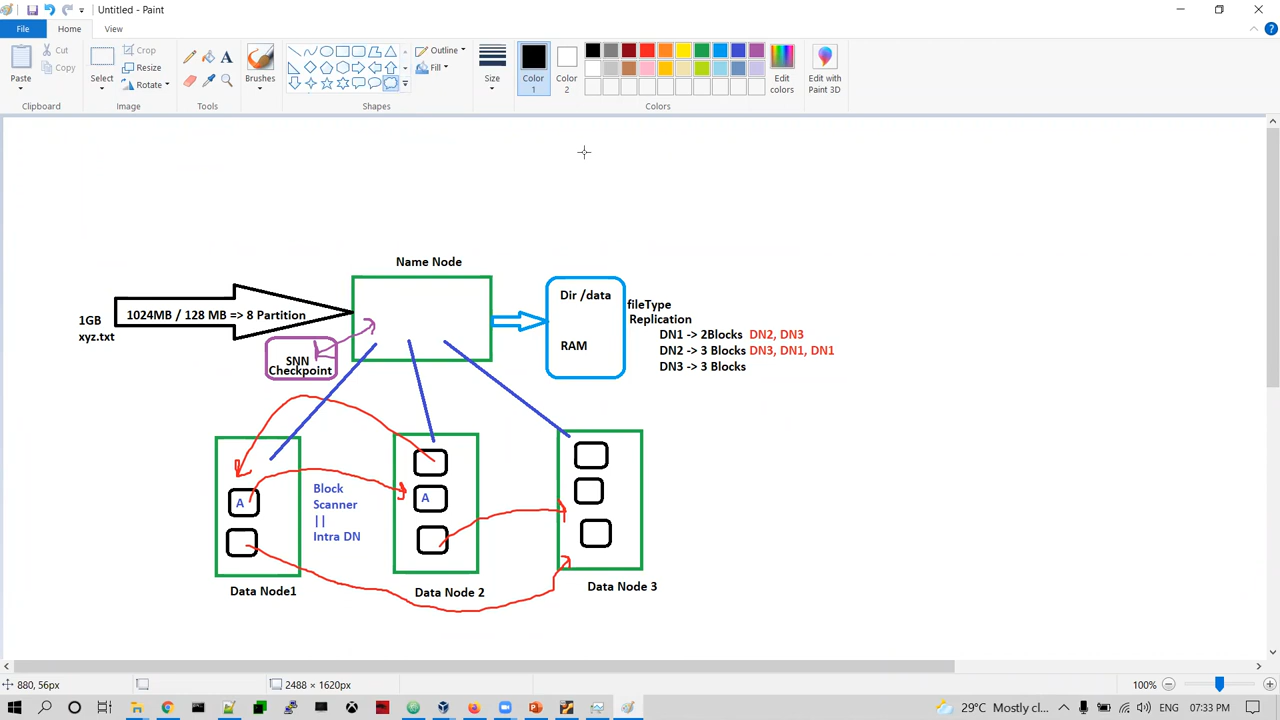 Untitled - Paint
File
Home
View
Paste
Cut
Copy
Clipboard
Select
Crop
Resize
Rotate
Image
Tools
Brushes
Shapes
Outline
Fill
Size
Color 1
Color 2
Edit colors
Colors
Edit with Paint 3D
Name Node
1024MB / 128 MB => 8 Partition
1GB
xyz.txt
SNN
Checkpoint
Dir /data
RAM
fileType
Replication
DN1 -> 2Blocks DN2, DN3
DN2 -> 3 Blocks DN3, DN1, DN1
DN3 -> 3 Blocks
A
Block
Scanner
||
Intra DN
A
Data Node1
Data Node 2
Data Node 3
880, 56px
2488 × 1620px
100%
29°C Mostly cl...
ENG
07:33 PM